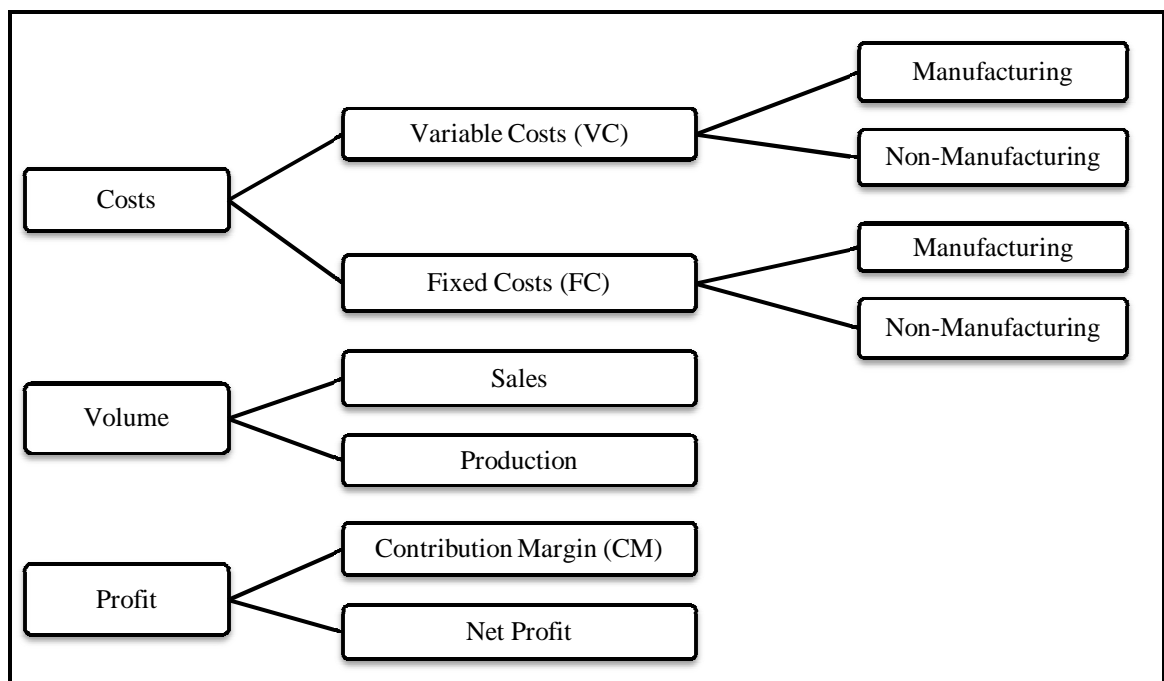 Costs
Variable Costs (VC)
Manufacturing
Non-Manufacturing
Fixed Costs (FC)
Manufacturing
Non-Manufacturing
Volume
Sales
Production
Profit
Contribution Margin (CM)
Net Profit